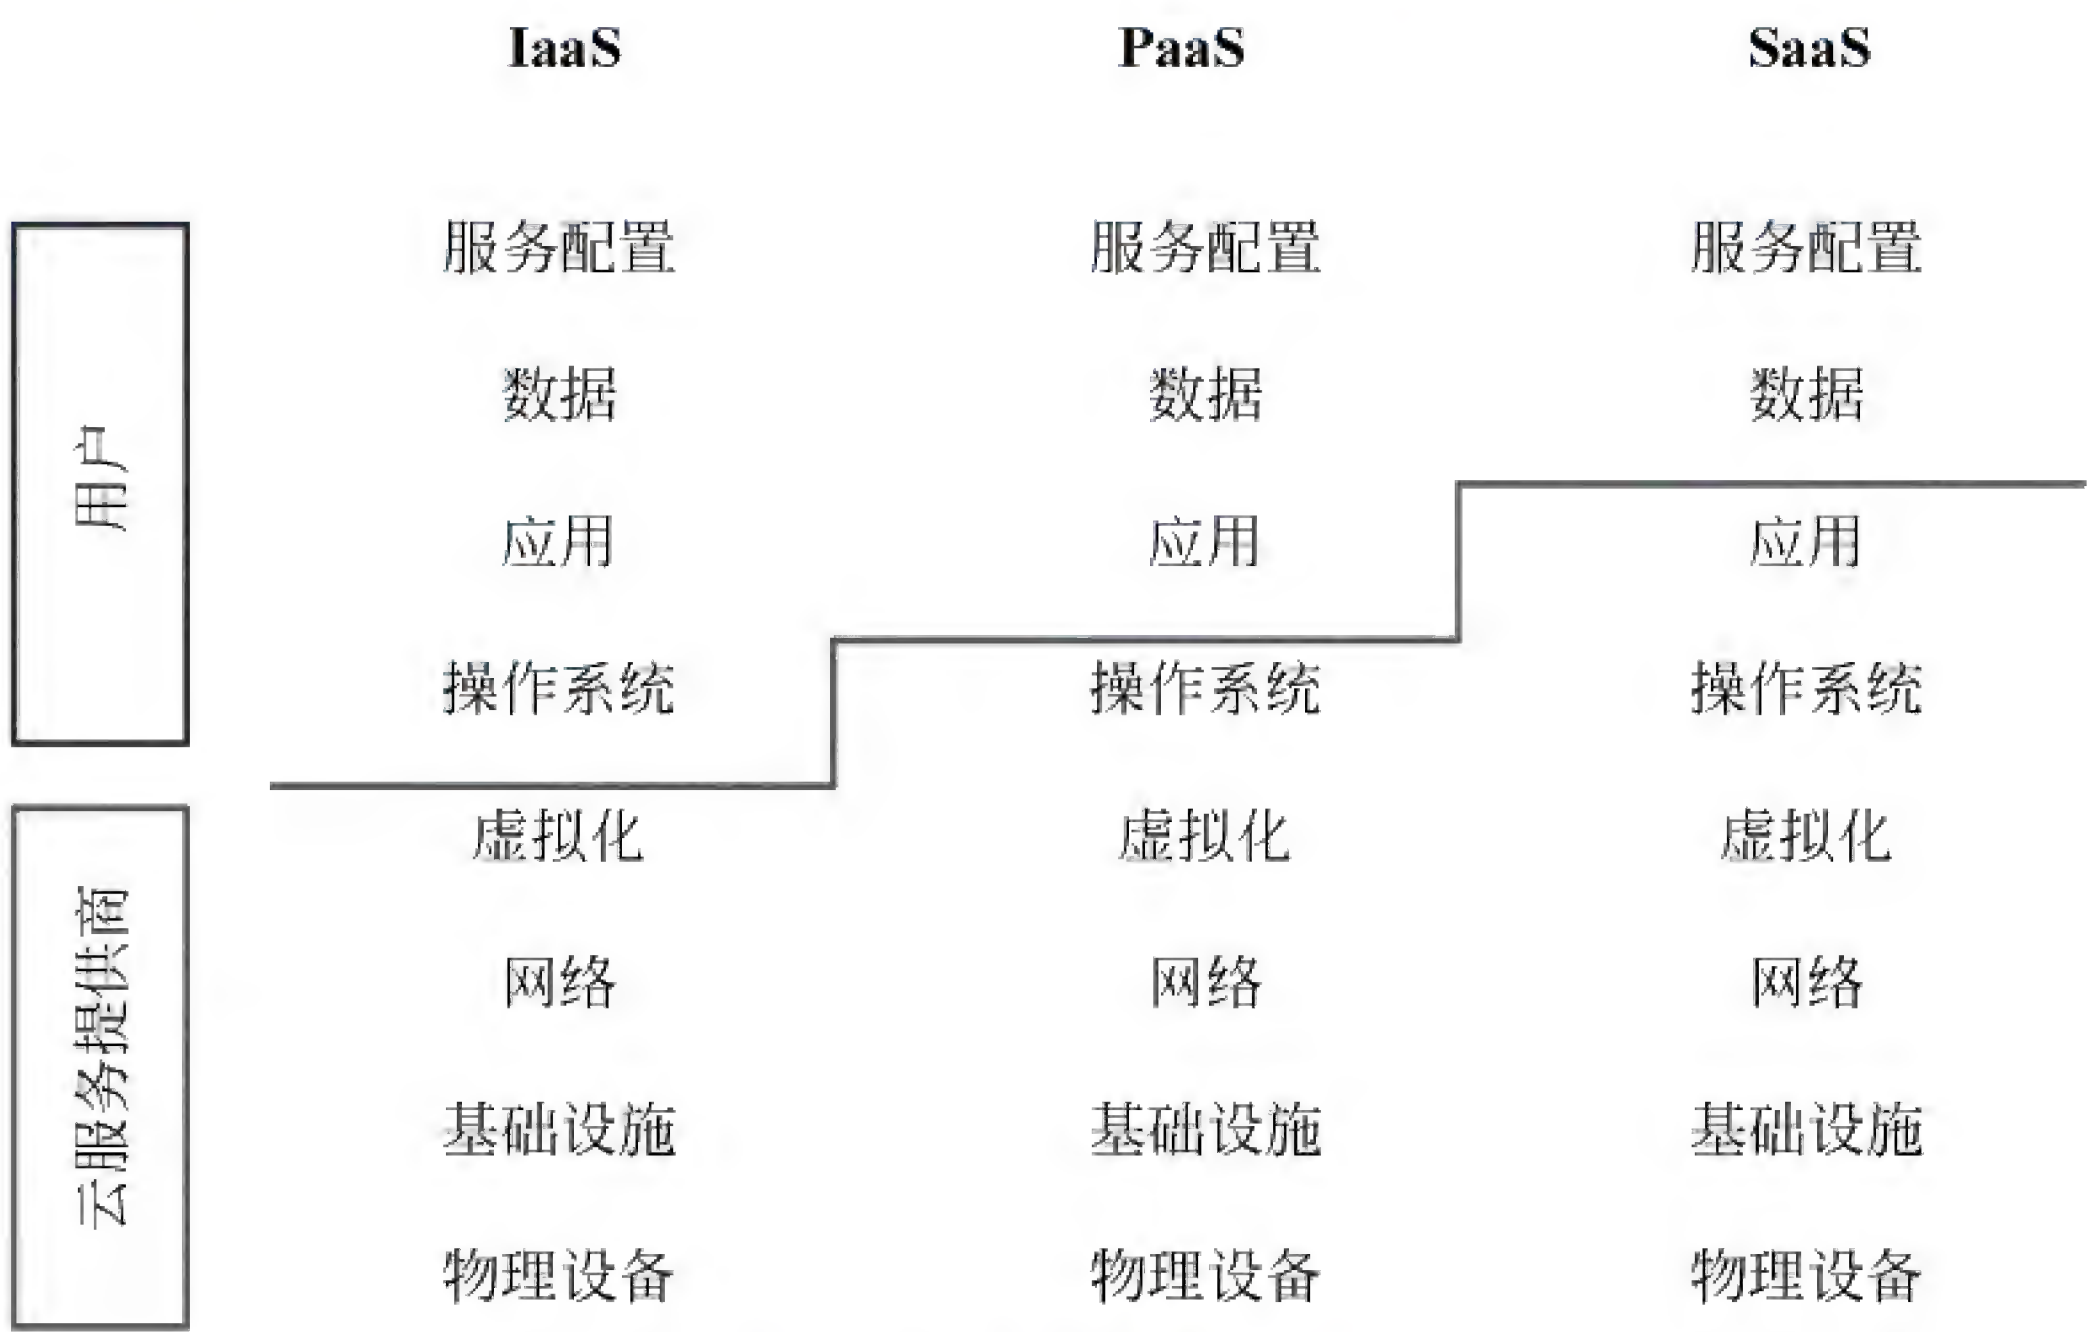 IaaS PaaS SaaS
用户
服务配置 服务配置 服务配置
数据 数据 数据
应用 应用 应用
操作系统 操作系统 操作系统
云服务提供商
虚拟化 虚拟化 虚拟化
网络 网络 网络
基础设施 基础设施 基础设施
物理设备 物理设备 物理设备